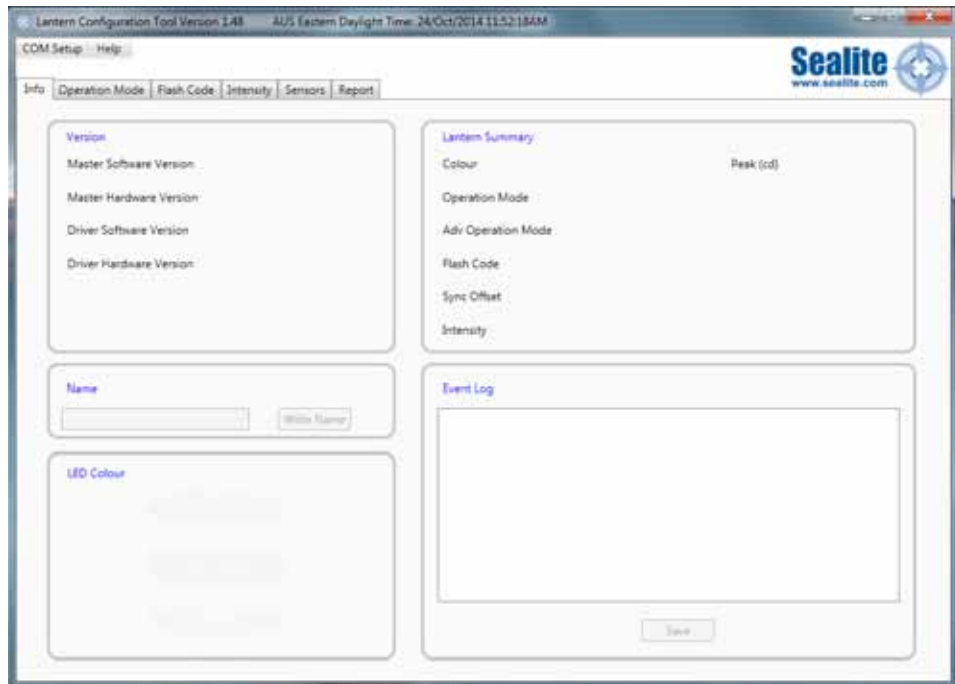 Lantern Configuration Tool Version 1.48 AUS Eastern Daylight Time: 24/Oct/2014 11:52:18AM
COM Setup Help
Sealite
www.sealite.com
Info Operation Mode Flash Code Intensity Sensors Report
Version
Master Software Version
Master Hardware Version
Driver Software Version
Driver Hardware Version
Lantern Summary
Colour Peak (cd)
Operation Mode
Adv Operation Mode
Flash Code
Sync Offset
Intensity
Name
Write Name
LED Colour
Event Log
Save